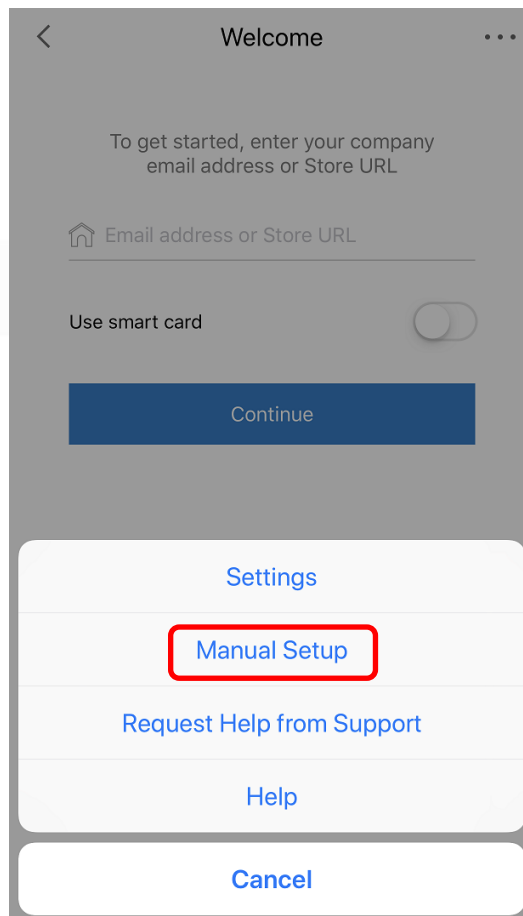 Welcome
To get started, enter your company
email address or Store URL
Email address or Store URL
Use smart card
Continue
Settings
Manual Setup
Request Help from Support
Help
Cancel